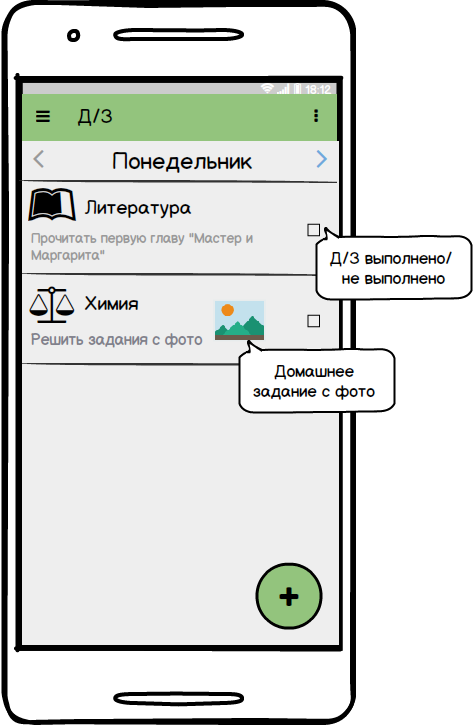 18:12
Д/З
Понедельник
Литература
Прочитать первую главу "Мастер и
Маргарита"
Д/З выполнено/
не выполнено
Химия
Решить задания с фото
Домашнее
задание с фото
+